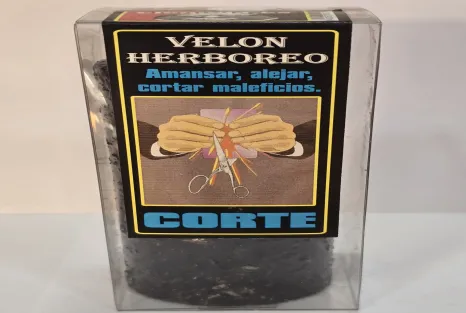 VELON
HERBOREO
Amansar, alejar,
cortar maleficios.
CORTE